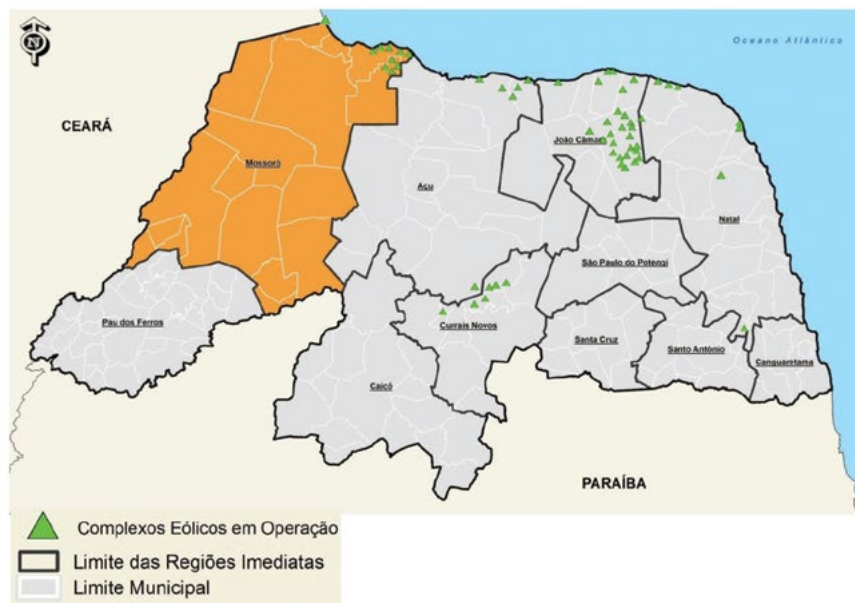 N
Oceano Atlântico
CEARÁ
Mossoró
João Câmara
Açu
Natal
São Paulo do Potengi
Pau dos Ferros
Currais Novos
Santa Cruz
Santo Antônio
Canguaretama
Caicó
PARAÍBA
Complexos Eólicos em Operação
Limite das Regiões Imediatas
Limite Municipal